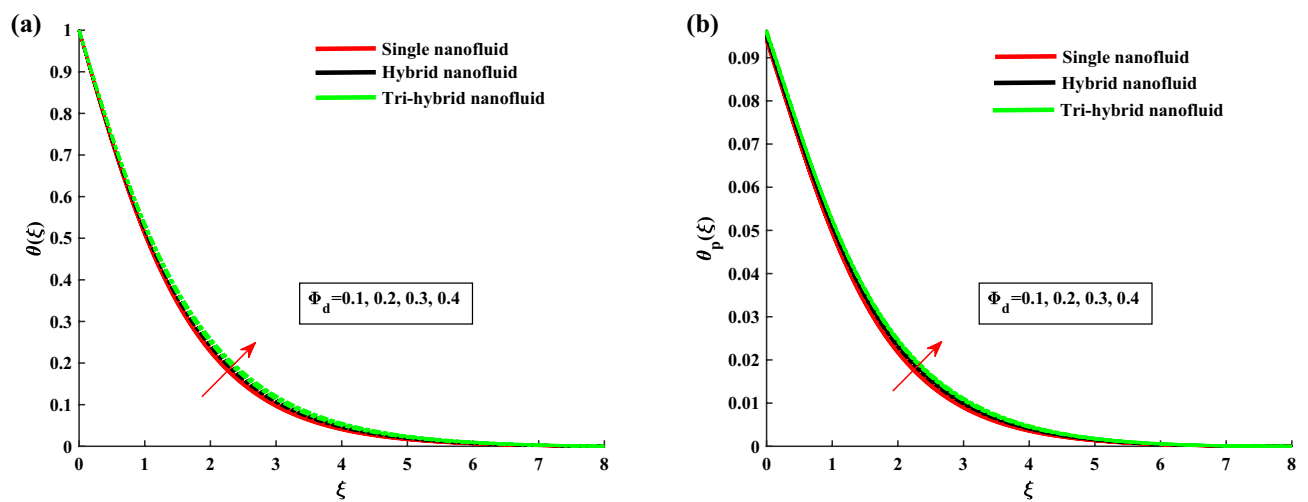 (a)
1
0.9
0.8
0.7
0.6
0.5
0.4
0.3
0.2
0.1
0
θ(ξ)
Single nanofluid
Hybrid nanofluid
Tri-hybrid nanofluid
Φd=0.1, 0.2, 0.3, 0.4
0 1 2 3 4 5 6 7 8
ξ
(b)
0.09
0.08
0.07
0.06
0.05
0.04
0.03
0.02
0.01
0
θp(ξ)
Single nanofluid
Hybrid nanofluid
Tri-hybrid nanofluid
Φd=0.1, 0.2, 0.3, 0.4
0 1 2 3 4 5 6 7 8
ξ